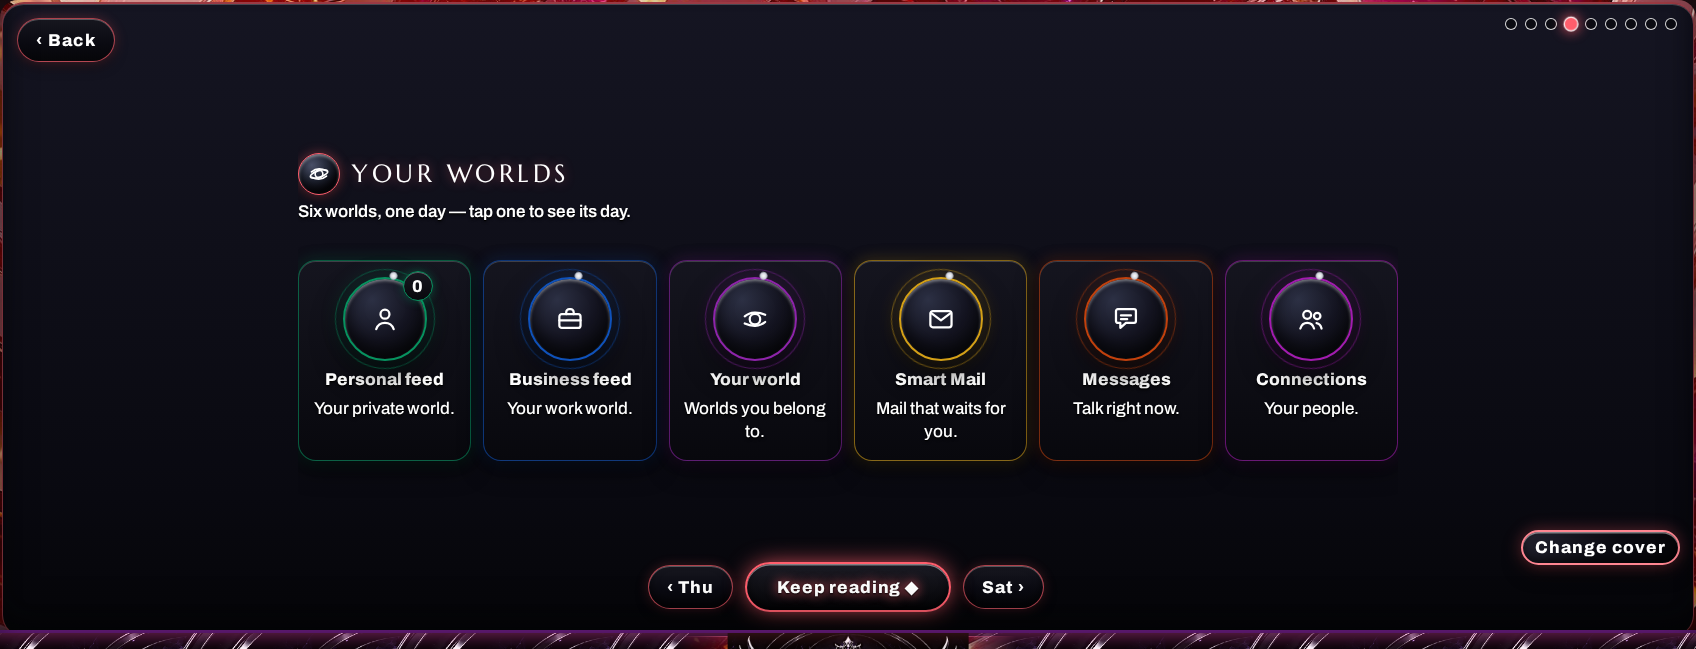 ‹ Back
YOUR WORLDS
Six worlds, one day — tap one to see its day.
0
Personal feed
Your private world.
Business feed
Your work world.
Your world
Worlds you belong
to.
Smart Mail
Mail that waits for
you.
Messages
Talk right now.
Connections
Your people.
Change cover
‹ Thu
Keep reading ◆
Sat ›